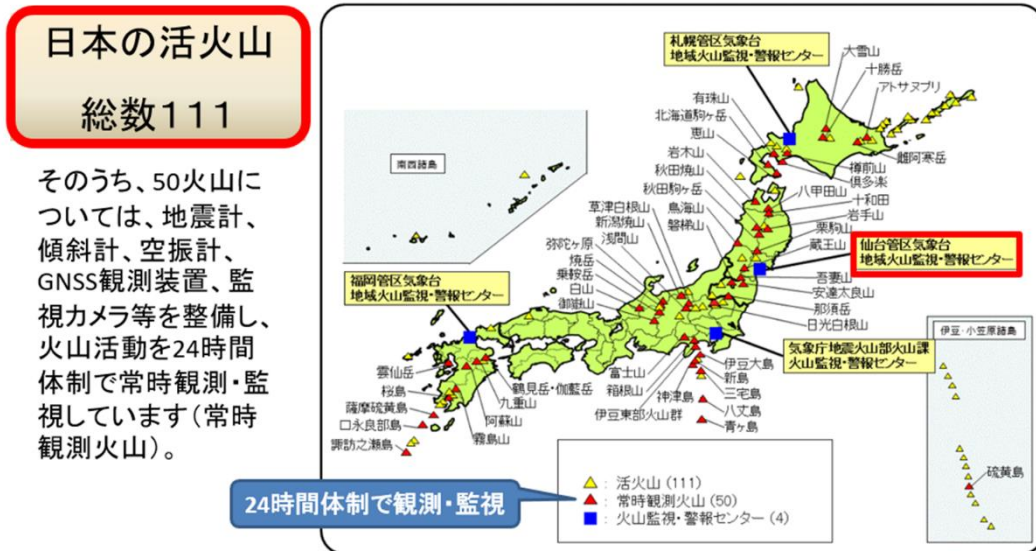 日本の活火山
総数111
そのうち、50火山に
ついては、地震計、
傾斜計、空振計、
GNSS観測装置、監
視カメラ等を整備し、
火山活動を24時間
体制で常時観測・監
視しています(常時
観測火山)。
札幌管区気象台
地域火山監視・警報センター
大雪山
十勝岳
アトサヌプリ
有珠山
北海道駒ヶ岳
恵山
岩木山
秋田焼山
秋田駒ヶ岳
鳥海山
磐梯山
雌阿寒岳
樽前山
倶多楽
八甲田山
十和田
岩手山
栗駒山
蔵王山
仙台管区気象台
地域火山監視・警報センター
吾妻山
安達太良山
那須岳
日光白根山
草津白根山
新潟焼山
浅間山
弥陀ヶ原
焼岳
乗鞍岳
白山
御嶽山
南西諸島
福岡管区気象台
地域火山監視・警報センター
気象庁地震火山部火山課
火山監視・警報センター
雲仙岳
桜島
薩摩硫黄島
口永良部島
諏訪之瀬島
鶴見岳・伽藍岳
九重山
阿蘇山
霧島山
富士山
箱根山
伊豆東部火山群
伊豆大島
新島
神津島
三宅島
八丈島
青ヶ島
伊豆・小笠原諸島
硫黄島
24時間体制で観測・監視
: 活火山 (111)
: 常時観測火山 (50)
: 火山監視・警報センター (4)